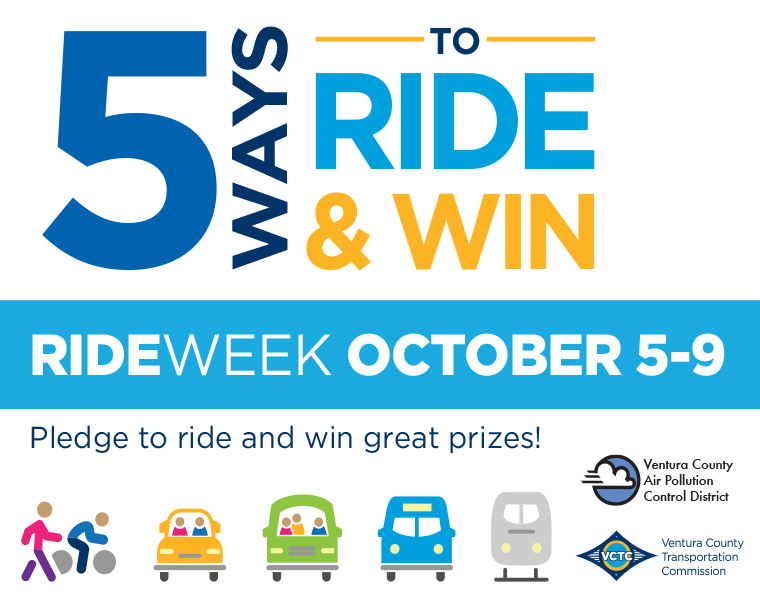 5 WAYS
TO
RIDE
& WIN
RIDEWEEK OCTOBER 5-9
Pledge to ride and win great prizes!
Ventura County
Air Pollution
Control District
VCTC
Ventura County
Transportation
Commission